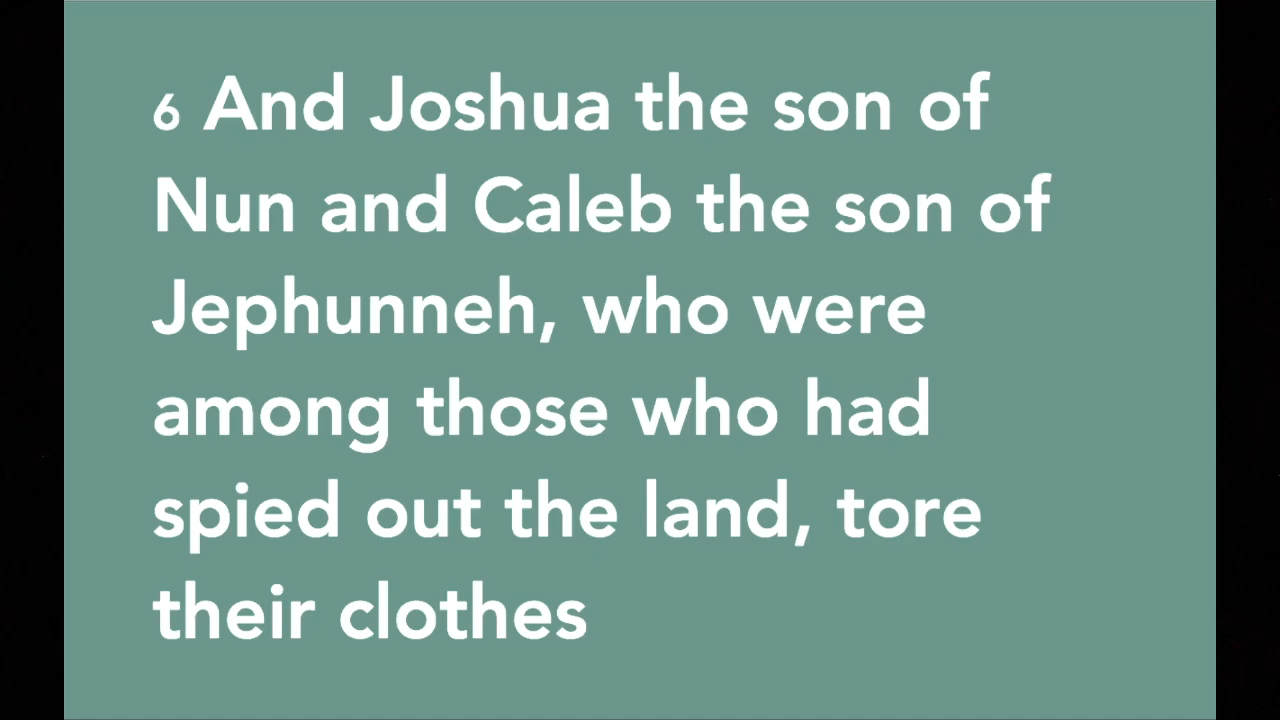 6 And Joshua the son of
Nun and Caleb the son of
Jephunneh, who were
among those who had
spied out the land, tore
their clothes